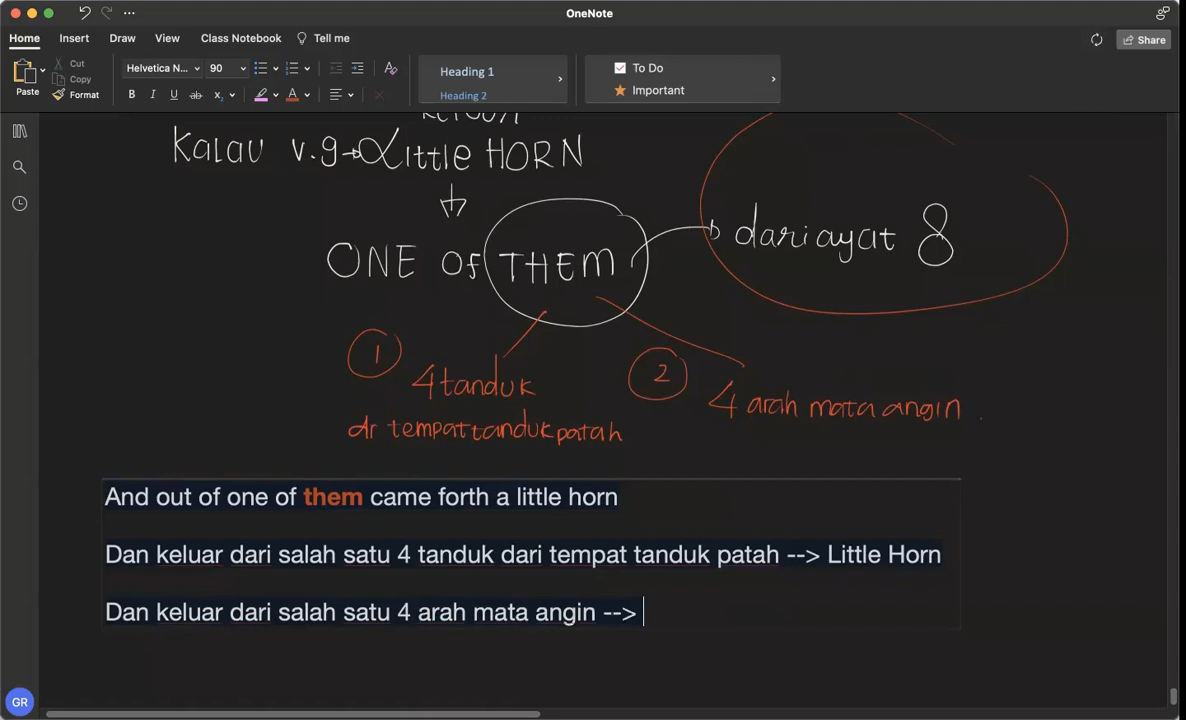 OneNote
Home Insert Draw View Class Notebook Tell me
Share
Paste
Cut
Copy
Format
Helvetica N... 90
B I U ab x₂ A
Heading 1
Heading 2
To Do
Important
Kalau v.9→ Little HORN
ONE Of THEM
dari ayat 8
1
4 tanduk
dr tempat tanduk patah
2
4 arah mata angin
And out of one of them came forth a little horn
Dan keluar dari salah satu 4 tanduk dari tempat tanduk patah --> Little Horn
Dan keluar dari salah satu 4 arah mata angin -->
GR